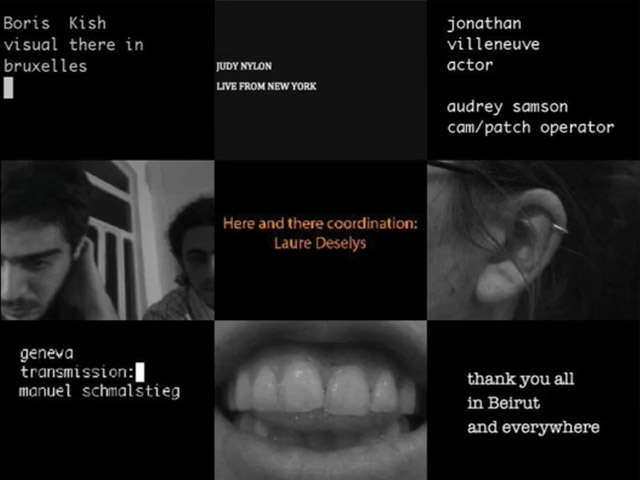 Boris Kish
visual there in
bruxelles
JUDY NYLON
LIVE FROM NEW YORK
jonathan
villeneuve
actor
audrey samson
cam/patch operator
Here and there coordination:
Laure Deselys
geneva
transmission:
manuel schmalstieg
thank you all
in Beirut
and everywhere